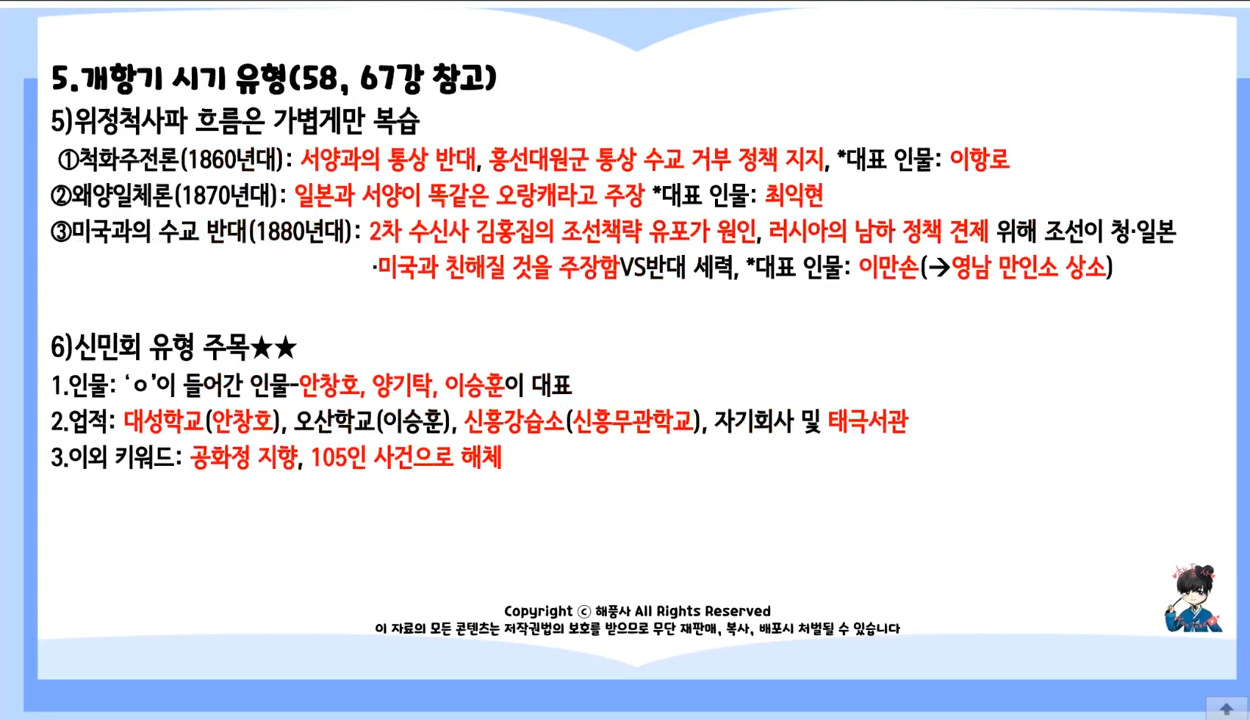 5.개항기 시기 유형(58, 67강 참고)
5)위정척사파 흐름은 가볍게만 복습
①척화주전론(1860년대): 서양과의 통상 반대, 흥선대원군 통상 수교 거부 정책 지지, *대표 인물: 이항로
②왜양일체론(1870년대): 일본과 서양이 똑같은 오랑캐라고 주장 *대표 인물: 최익현
③미국과의 수교 반대(1880년대): 2차 수신사 김홍집의 조선책략 유포가 원인, 러시아의 남하 정책 견제 위해 조선이 청·일본
·미국과 친해질 것을 주장함VS반대 세력, *대표 인물: 이만손(→영남 만인소 상소)
6)신민회 유형 주목★★
1.인물: ‘ㅇ’이 들어간 인물-안창호, 양기탁, 이승훈이 대표
2.업적: 대성학교(안창호), 오산학교(이승훈), 신흥강습소(신흥무관학교), 자기회사 및 태극서관
3.이외 키워드: 공화정 지향, 105인 사건으로 해체
Copyright ⓒ 해풍사 All Rights Reserved
이 자료의 모든 콘텐츠는 저작권법의 보호를 받으므로 무단 재판매, 복사, 배포시 처벌될 수 있습니다